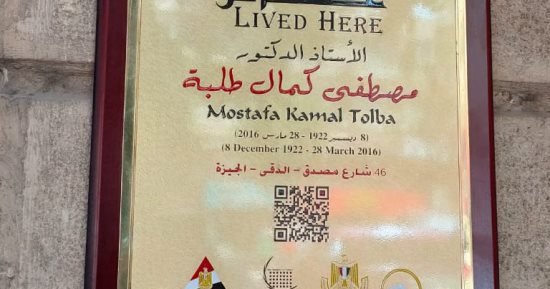 LIVED HERE
الأستاذ الدكتور
مصطفى كمال طلبة
Mostafa Kamal Tolba
(8 ديسمبر 1922 - 28 مارس 2016)
(8 December 1922 - 28 March 2016)
46 شارع مصدق - الدقى - الجيزة